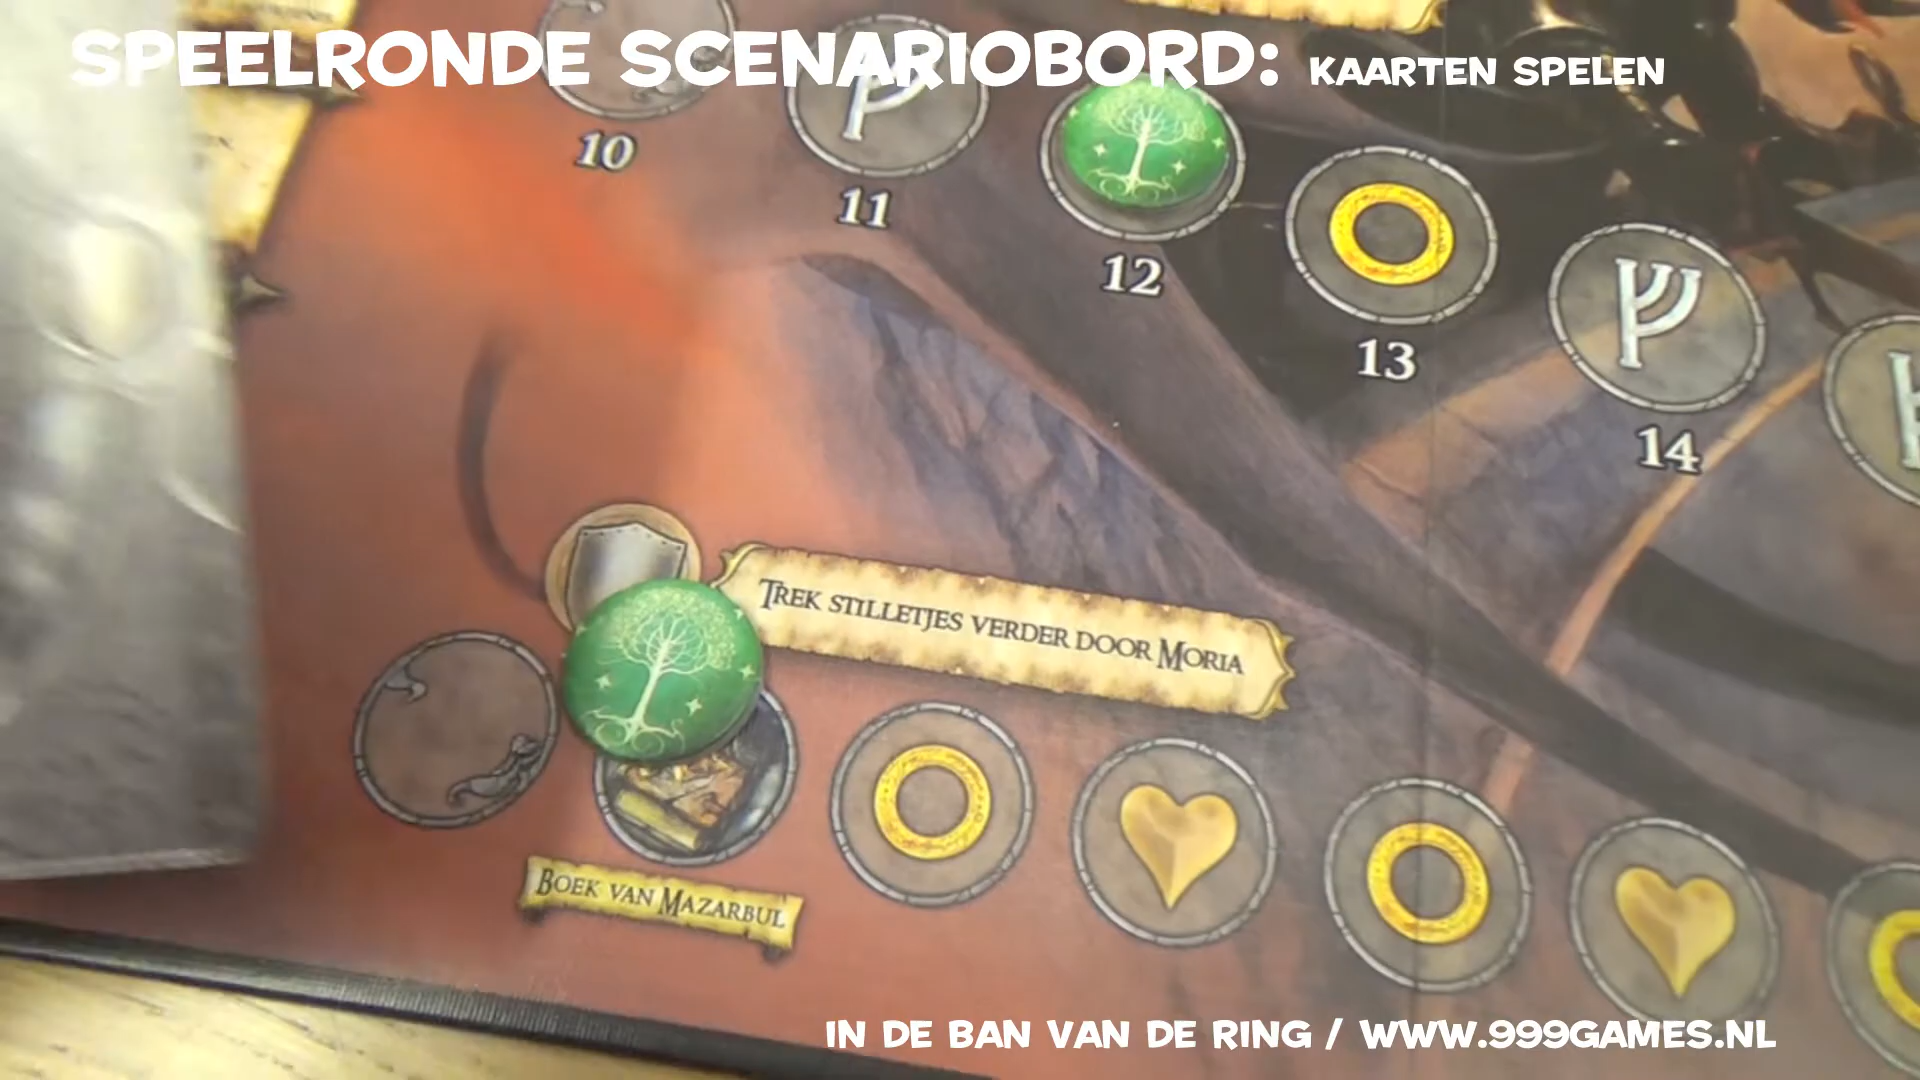 SPEELRONDE SCENARIOBORD: KAARTEN SPELEN
10
11
12
13
14
TREK STILLETJES VERDER DOOR MORIA
BOEK VAN MAZARBUL
IN DE BAN VAN DE RING / WWW.999GAMES.NL